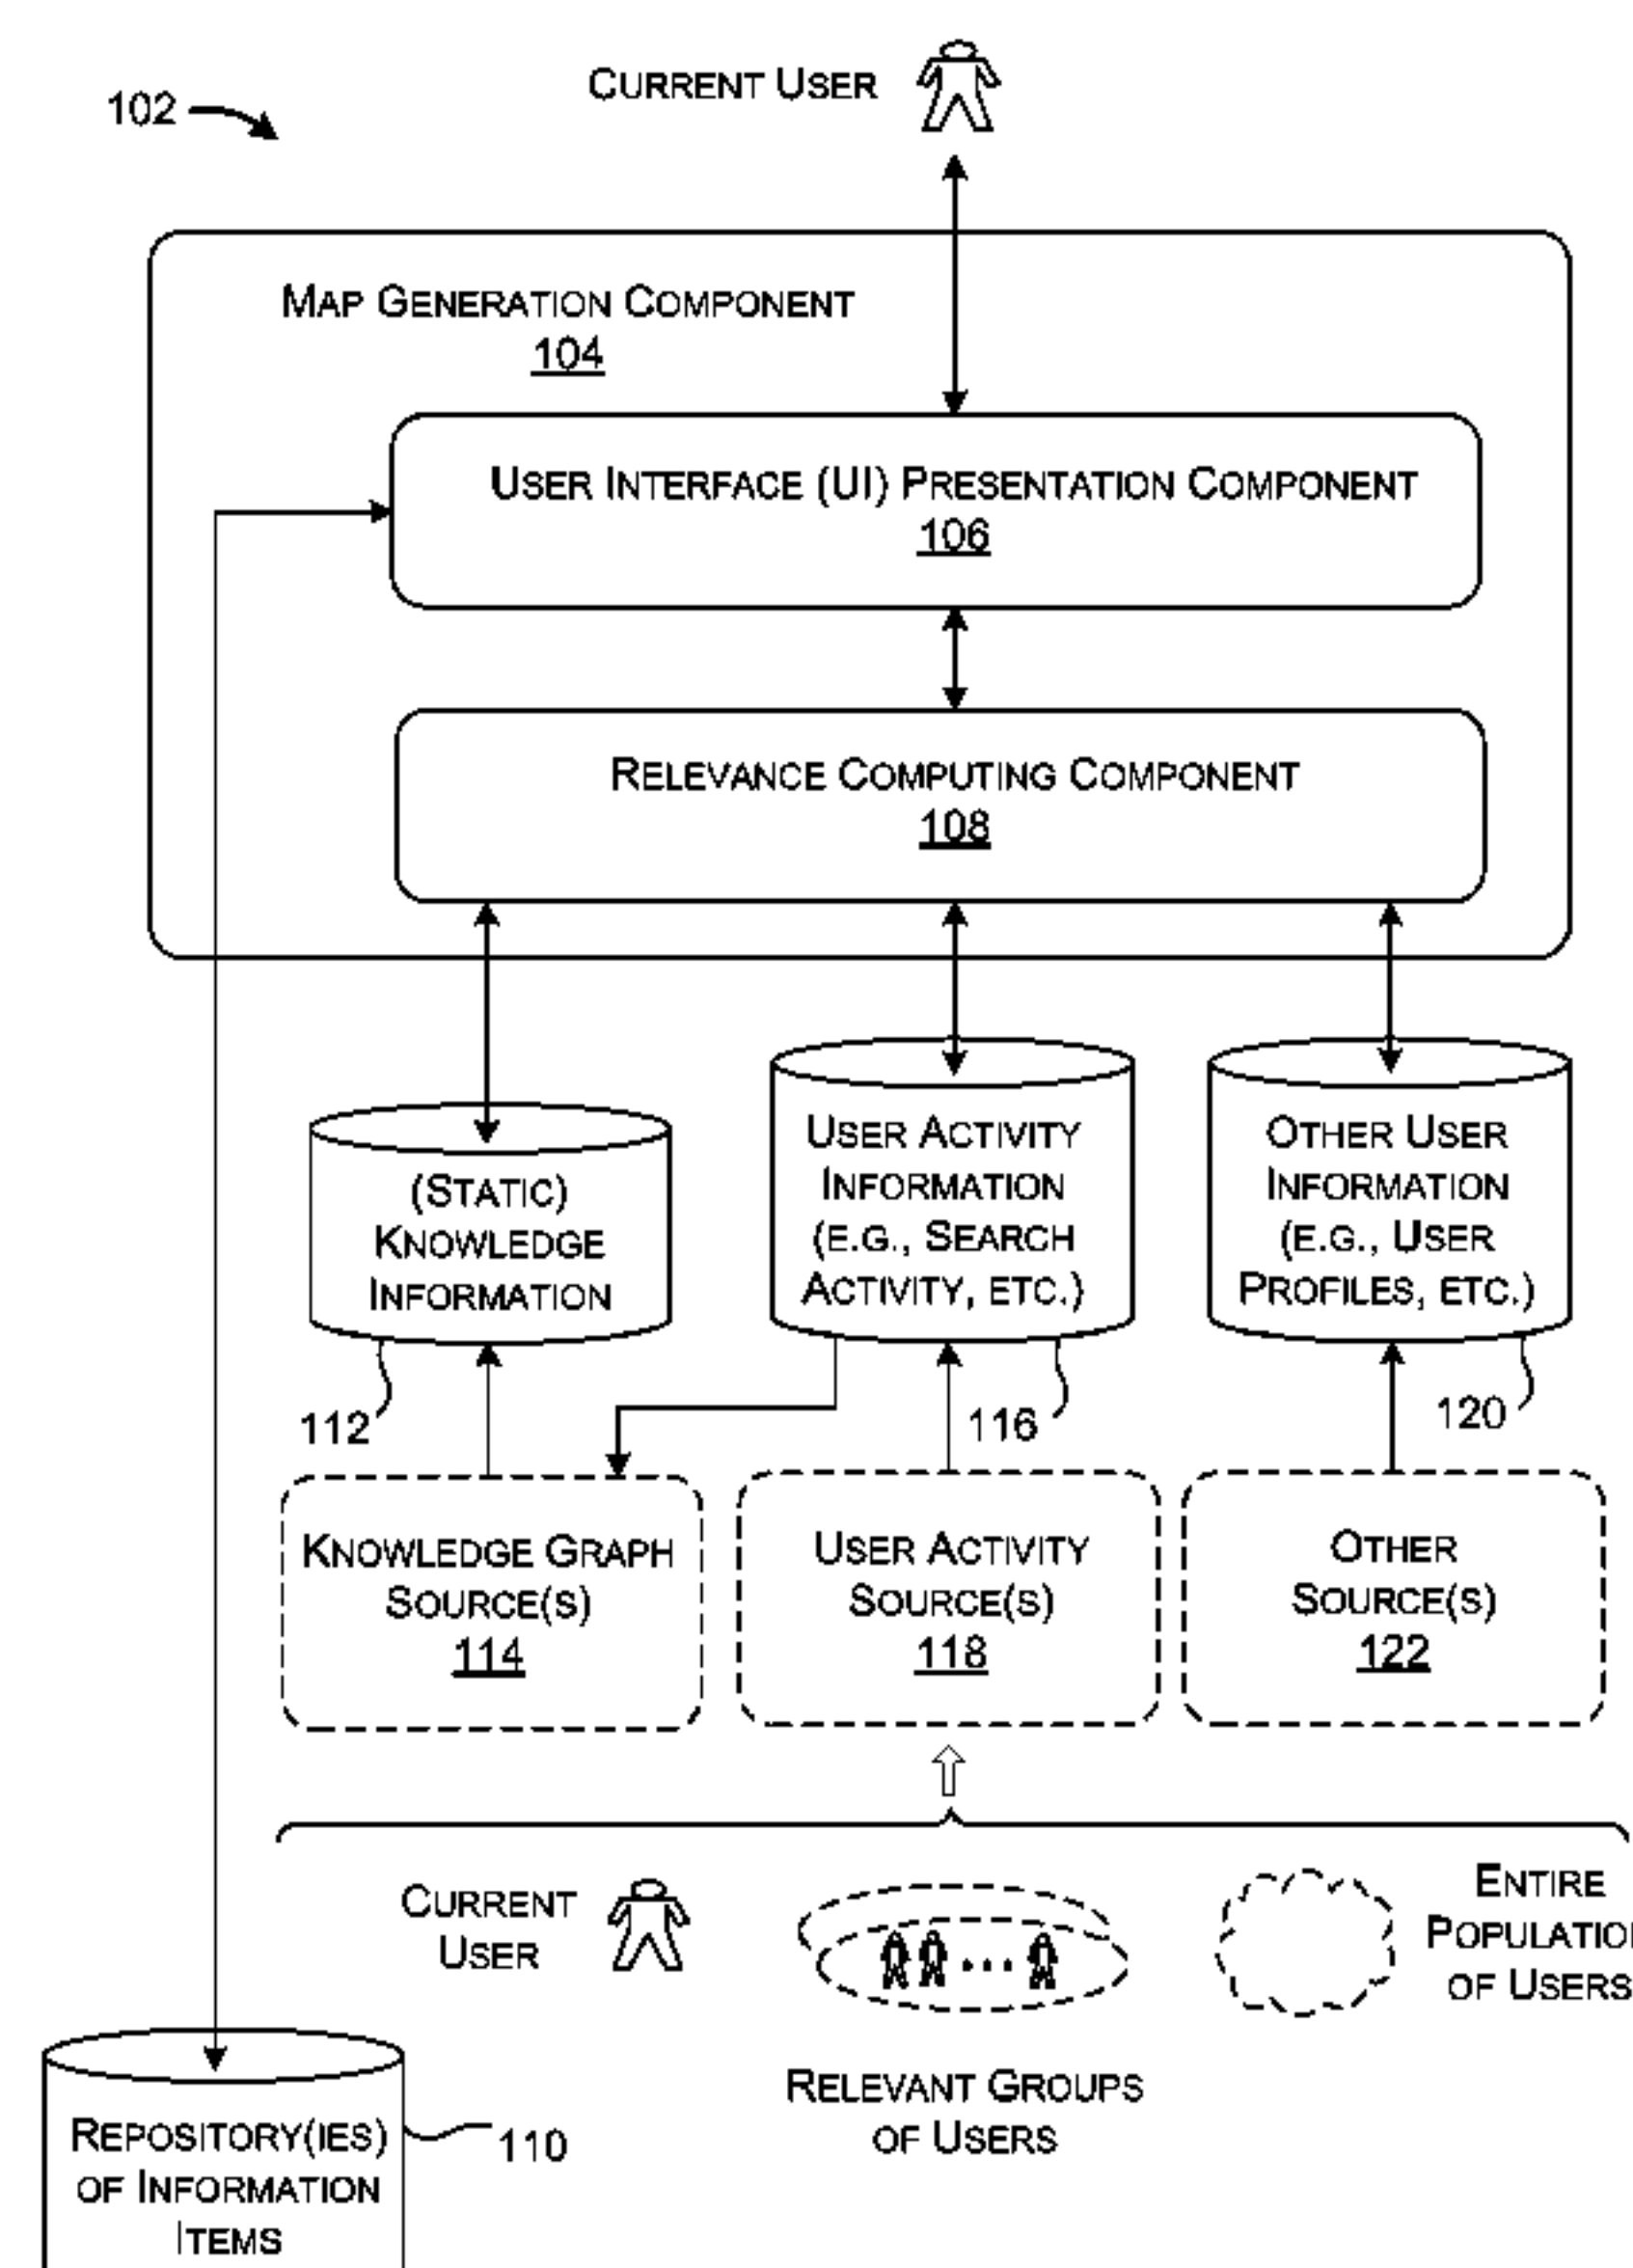 CURRENT USER
102
MAP GENERATION COMPONENT
104
USER INTERFACE (UI) PRESENTATION COMPONENT
106
RELEVANCE COMPUTING COMPONENT
108
(STATIC)
KNOWLEDGE
INFORMATION
112
USER ACTIVITY
INFORMATION
(E.G., SEARCH
ACTIVITY, ETC.)
116
OTHER USER
INFORMATION
(E.G., USER
PROFILES, ETC.)
120
KNOWLEDGE GRAPH
SOURCE(S)
114
USER ACTIVITY
SOURCE(S)
118
OTHER
SOURCE(S)
122
CURRENT
USER
RELEVANT GROUPS
OF USERS
ENTIRE
POPULATIO
OF USERS
REPOSITORY(IES)
OF INFORMATION
ITEMS
110